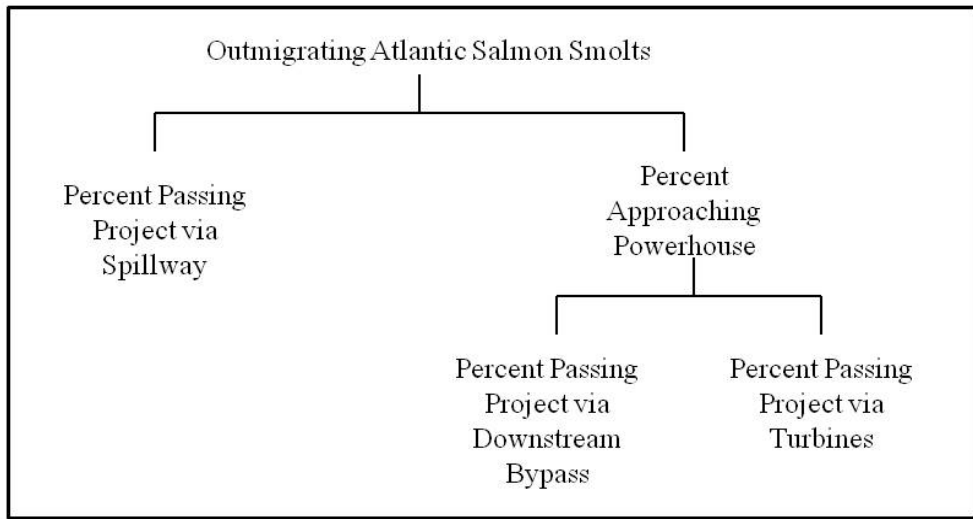 Outmigrating Atlantic Salmon Smolts
Percent Passing
Project via
Spillway
Percent
Approaching
Powerhouse
Percent Passing
Project via
Downstream
Bypass
Percent Passing
Project via
Turbines